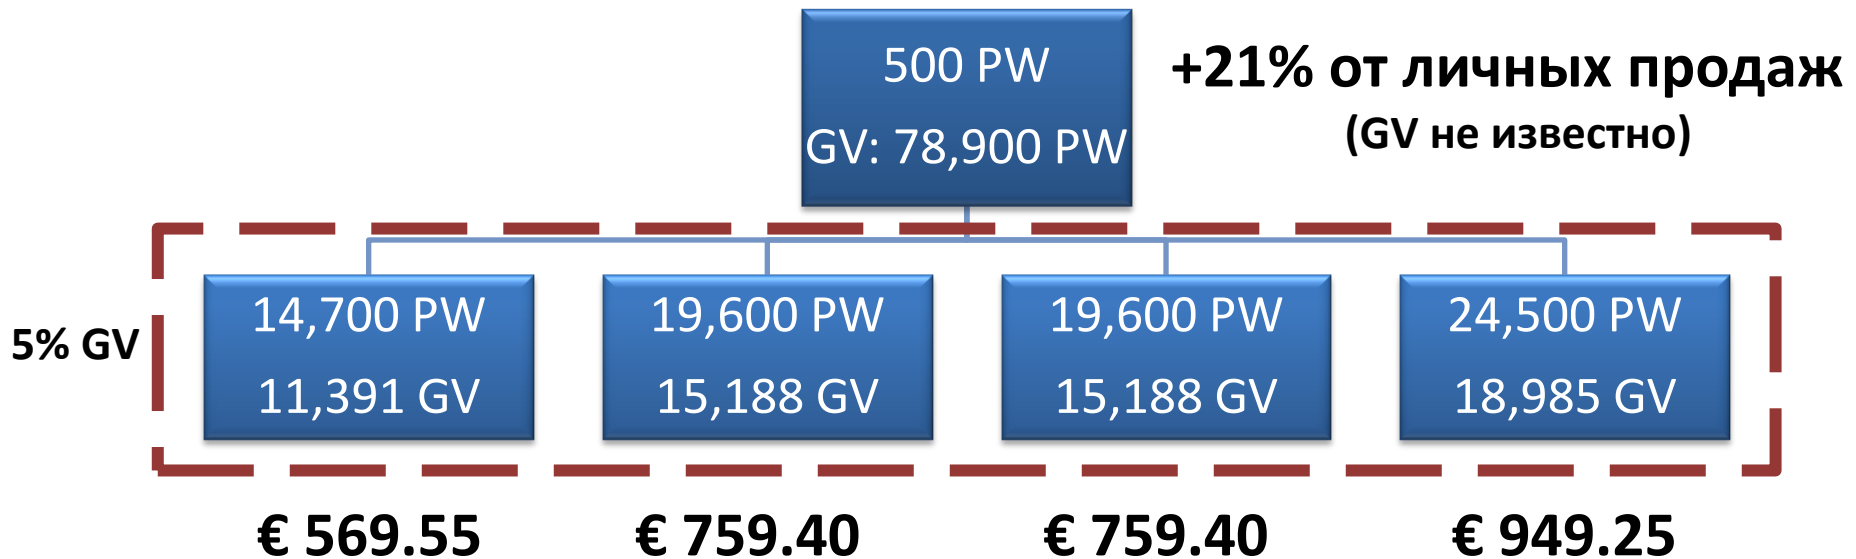 500 PW
GV: 78,900 PW
+21% от личных продаж
(GV не известно)
5% GV
14,700 PW
11,391 GV
19,600 PW
15,188 GV
19,600 PW
15,188 GV
24,500 PW
18,985 GV
€ 569.55
€ 759.40
€ 759.40
€ 949.25